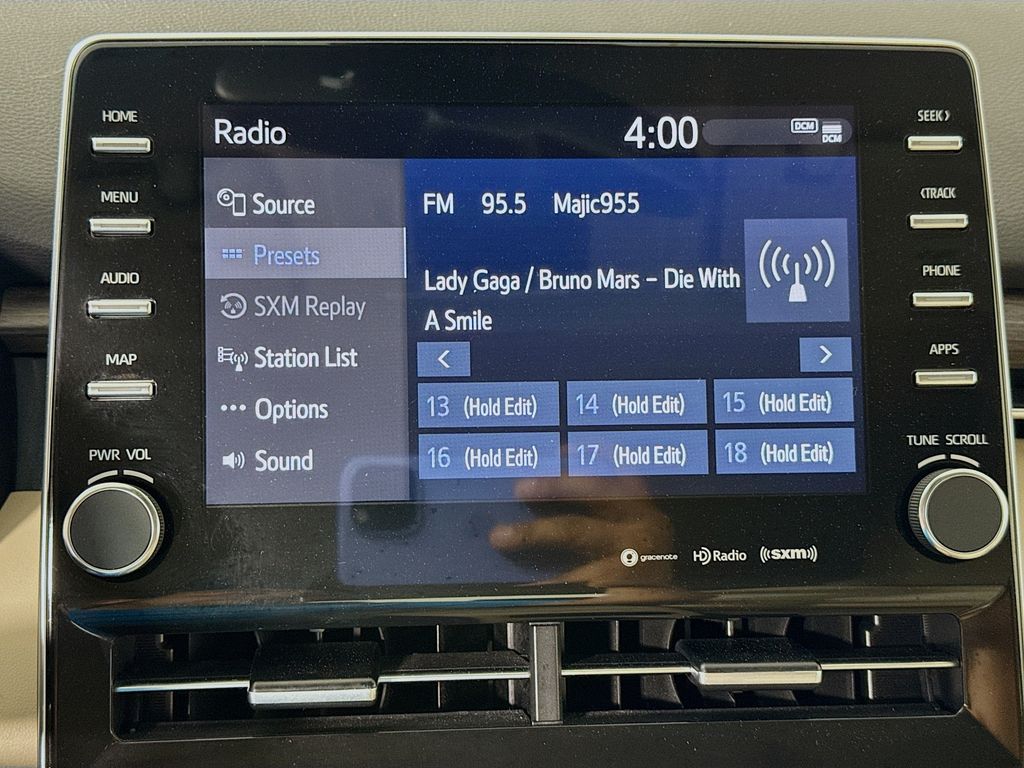 HOME
MENU
AUDIO
MAP
PWR VOL
Radio
4:00
DCM
DCM
Source
Presets
SXM Replay
Station List
Options
Sound
FM 95.5 Majic955
Lady Gaga / Bruno Mars – Die With
A Smile
<
>
13 (Hold Edit) 14 (Hold Edit) 15 (Hold Edit)
16 (Hold Edit) 17 (Hold Edit) 18 (Hold Edit)
gracenote HD Radio ((sxm))
SEEK >
< TRACK
PHONE
APPS
TUNE SCROLL